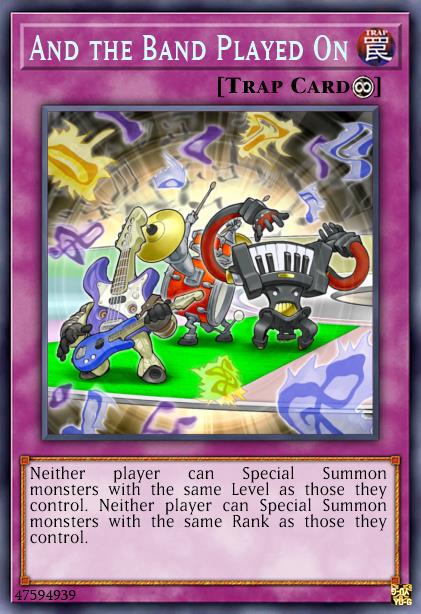 AND THE BAND PLAYED ON
TRAP
罠
[TRAP CARD]
Neither player can Special Summon
monsters with the same Level as those they
control. Neither player can Special Summon
monsters with the same Rank as those they
control.
47594939